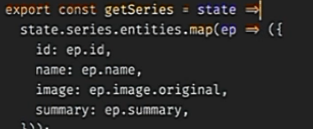 export const getSeries = state =>
state.series.entities.map(ep => ({
id: ep.id,
name: ep.name,
image: ep.image.original,
summary: ep.summary,
}));